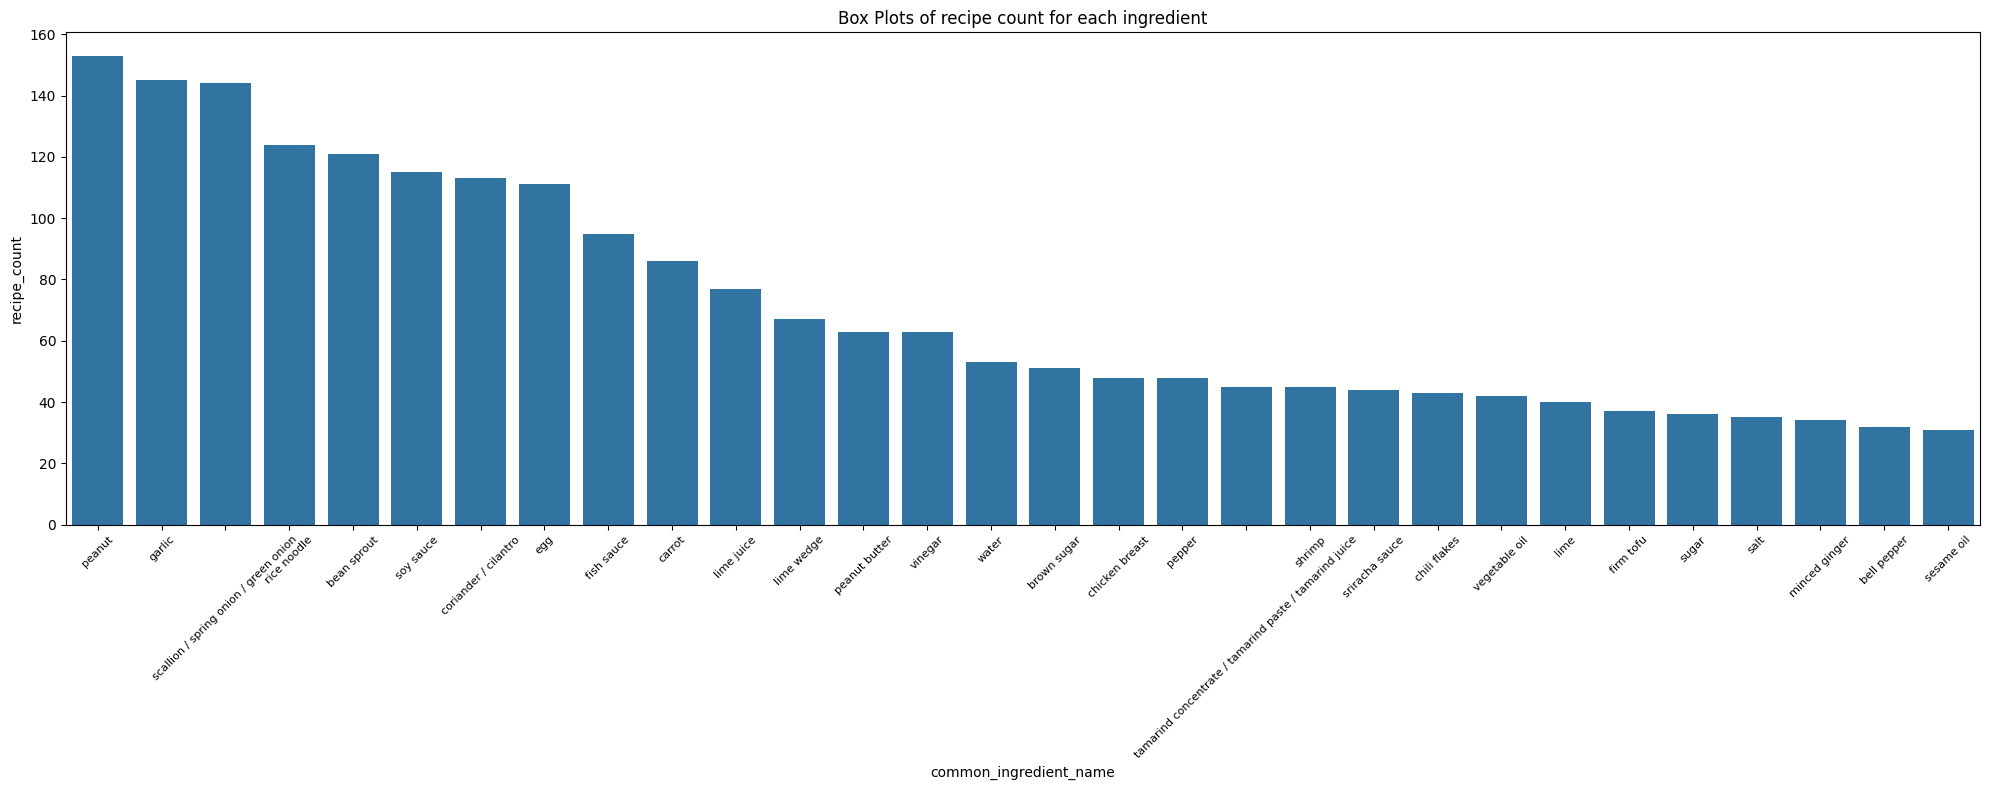 Box Plots of recipe count for each ingredient
recipe_count
160
140
120
100
80
60
40
20
0
peanut
garlic
scallion / spring onion / green onion
rice noodle
bean sprout
soy sauce
coriander / cilantro
egg
fish sauce
carrot
lime juice
lime wedge
peanut butter
vinegar
water
brown sugar
chicken breast
pepper
tamarind concentrate / tamarind paste / tamarind juice
shrimp
sriracha sauce
chili flakes
vegetable oil
lime
firm tofu
sugar
salt
minced ginger
bell pepper
sesame oil
common_ingredient_name